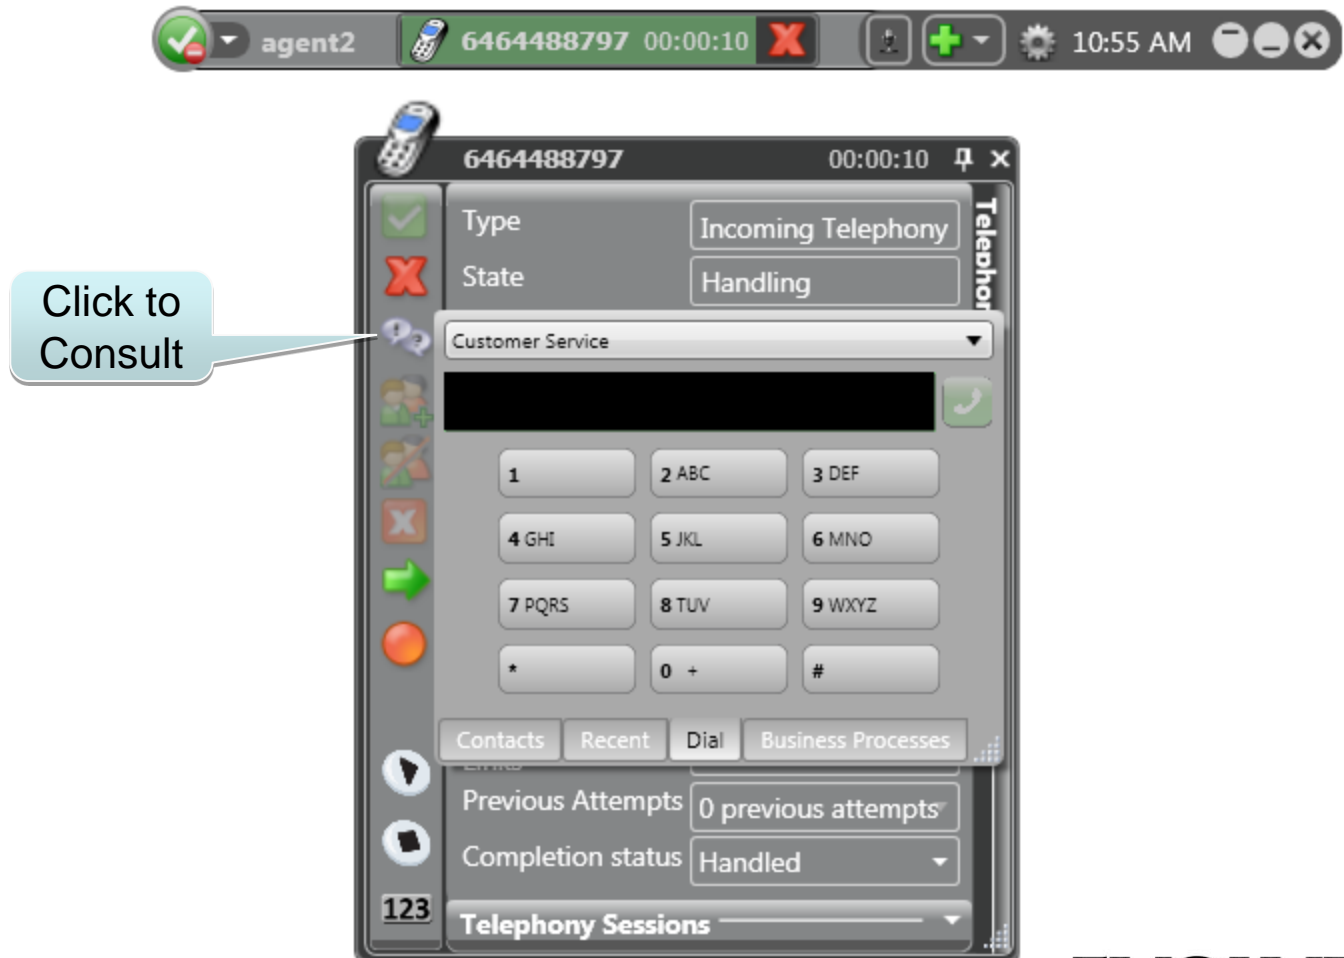 agent2 6464488797 00:00:10 10:55 AM
6464488797 00:00:10
Type Incoming Telephony
State Handling
Click to
Consult
Customer Service
1 2 ABC 3 DEF
4 GHI 5 JKL 6 MNO
7 PQRS 8 TUV 9 WXYZ
* 0 + #
Contacts Recent Dial Business Processes
Previous Attempts 0 previous attempts
Completion status Handled
123
Telephony Sessions